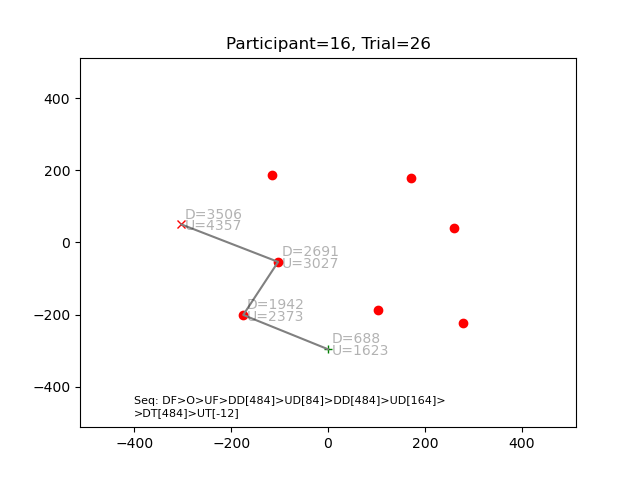 Participant=16, Trial=26
400
200
0
−200
−400
D=3506
U=4357
D=2691
U=3027
D=1942
U=2373
D=688
U=1623
Seq: DF>O>UF>DD[484]>UD[84]>DD[484]>UD[164]>
>DT[484]>UT[-12]
−400
−200
0
200
400